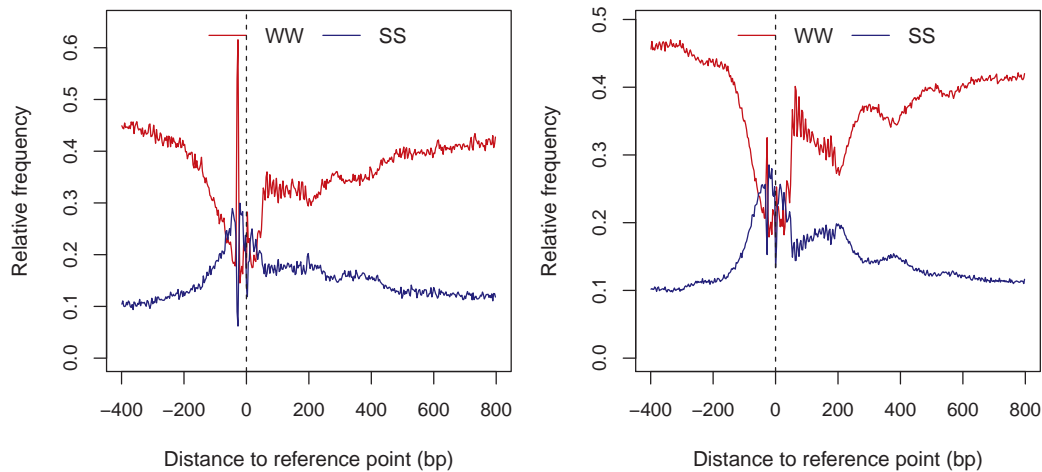 WW SS
Relative frequency
0.0 0.1 0.2 0.3 0.4 0.5 0.6
−400 −200 0 200 400 600 800
Distance to reference point (bp)
WW SS
Relative frequency
0.0 0.1 0.2 0.3 0.4 0.5
−400 −200 0 200 400 600 800
Distance to reference point (bp)